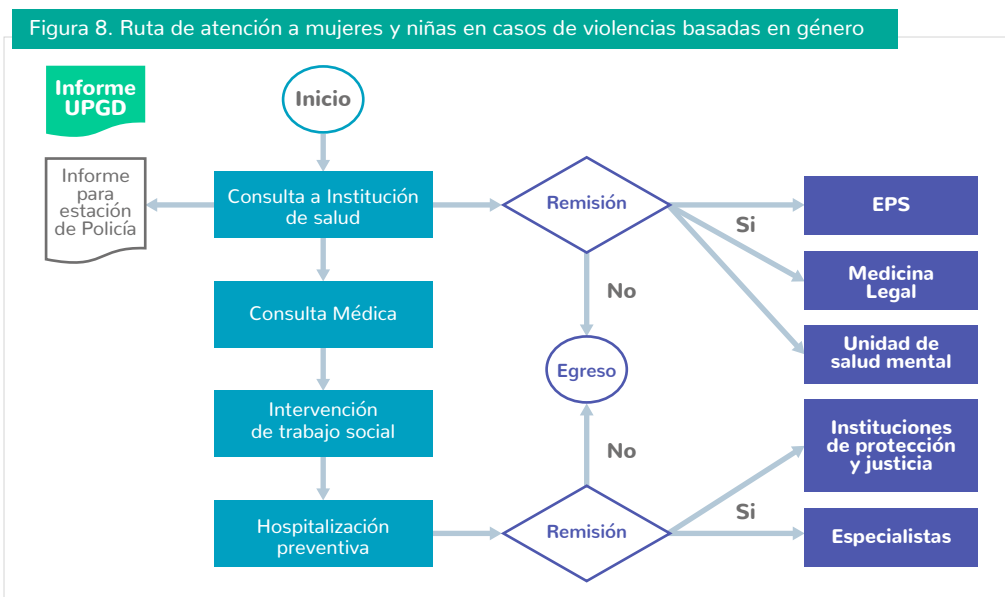 Figura 8. Ruta de atención a mujeres y niñas en casos de violencias basadas en género
Informe
UPGD
Inicio
Informe
para
estación
de Policía
Consulta a Institución
de salud
Remisión
EPS
Si
Medicina
Legal
No
Consulta Médica
Unidad de
salud mental
Egreso
Intervención
de trabajo social
Instituciones
de protección
y justicia
No
Si
Hospitalización
preventiva
Remisión
Especialistas